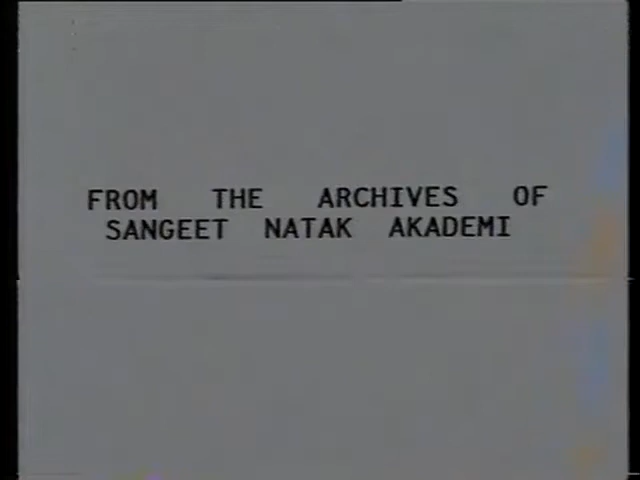 FROM THE ARCHIVES OF
SANGEET NATAK AKADEMI